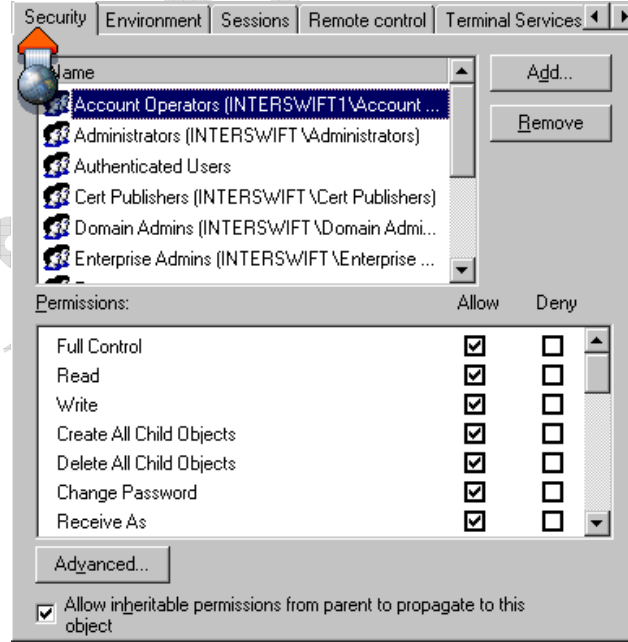 Security Environment Sessions Remote control Terminal Services
Name
Add...
Account Operators (INTERSWIFT1\Account ...
Remove
Administrators (INTERSWIFT \Administrators)
Authenticated Users
Cert Publishers (INTERSWIFT \Cert Publishers)
Domain Admins (INTERSWIFT \Domain Admi...
Enterprise Admins (INTERSWIFT \Enterprise ...
Permissions: Allow Deny
Full Control
Read
Write
Create All Child Objects
Delete All Child Objects
Change Password
Receive As
Advanced...
Allow inheritable permissions from parent to propagate to this
object